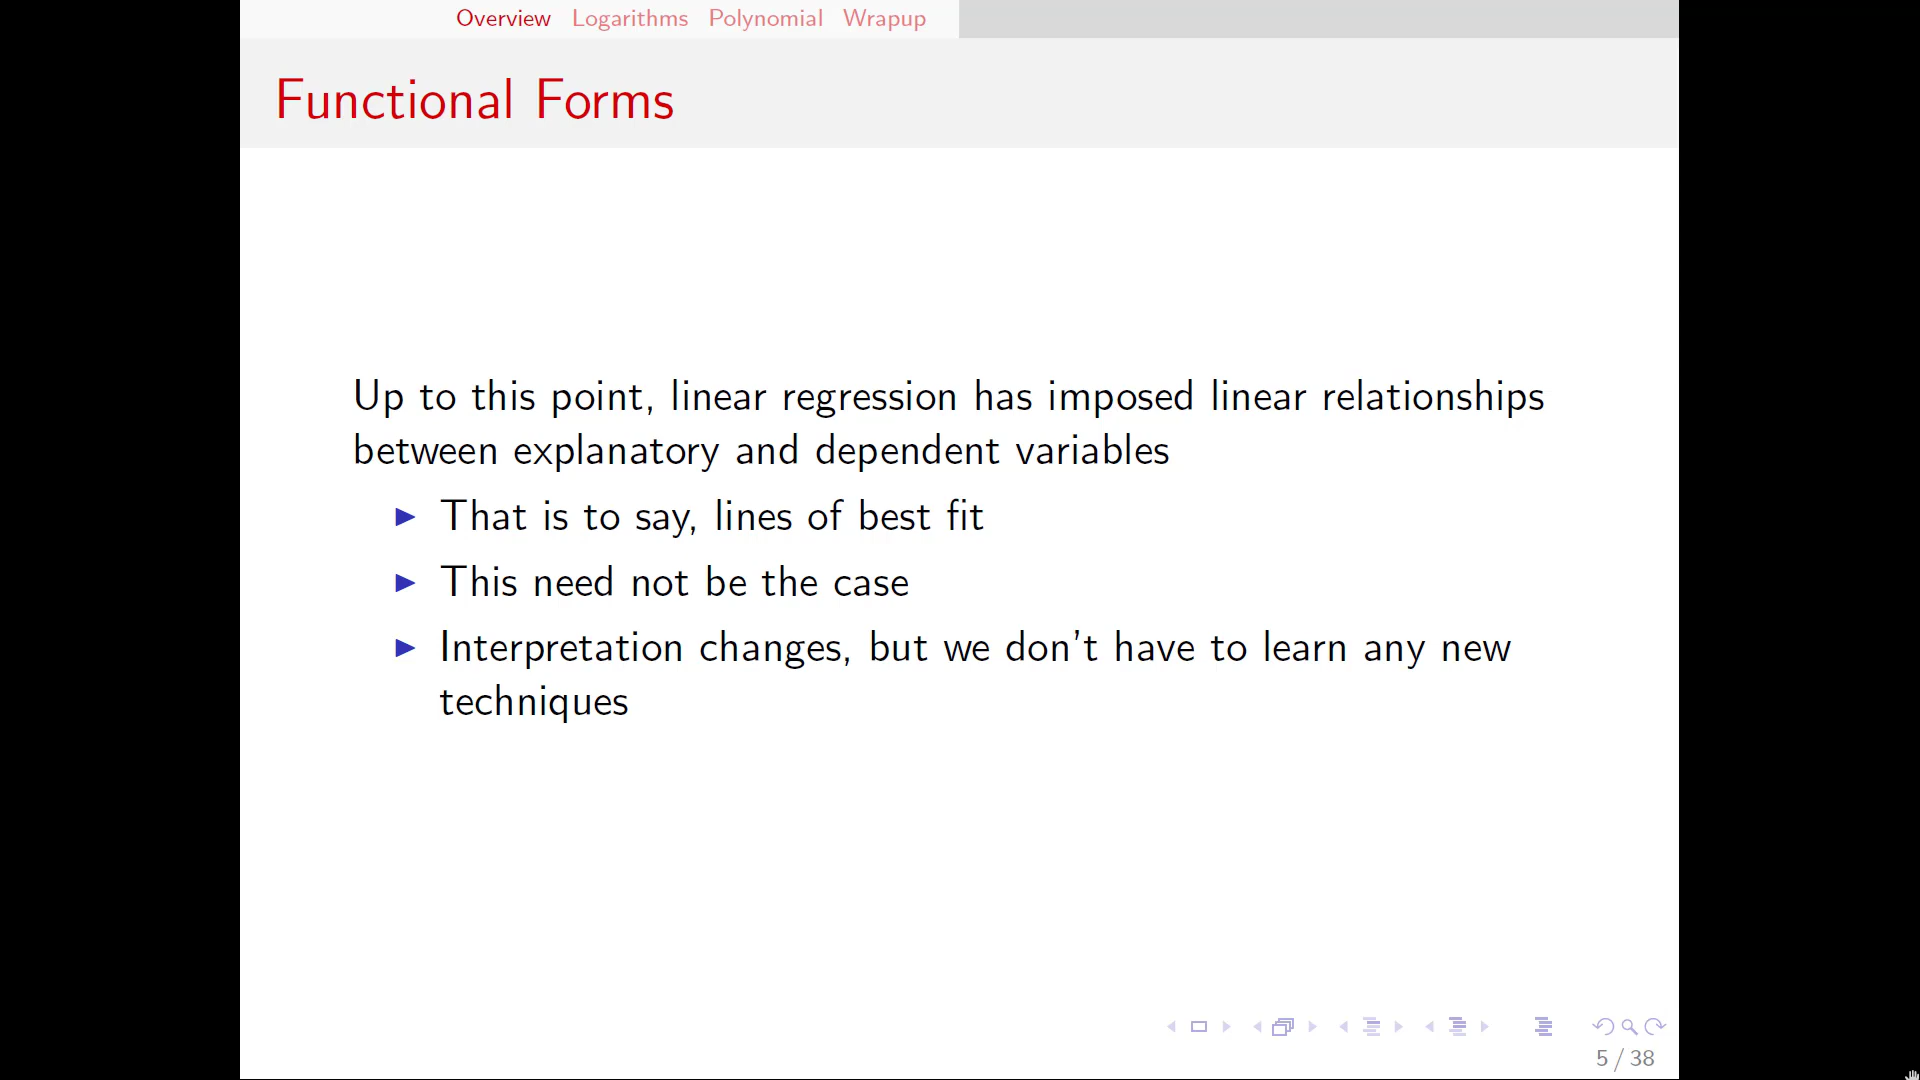 Overview Logarithms Polynomial Wrapup
Functional Forms
Up to this point, linear regression has imposed linear relationships
between explanatory and dependent variables
That is to say, lines of best fit
This need not be the case
Interpretation changes, but we don't have to learn any new
techniques
5 / 38